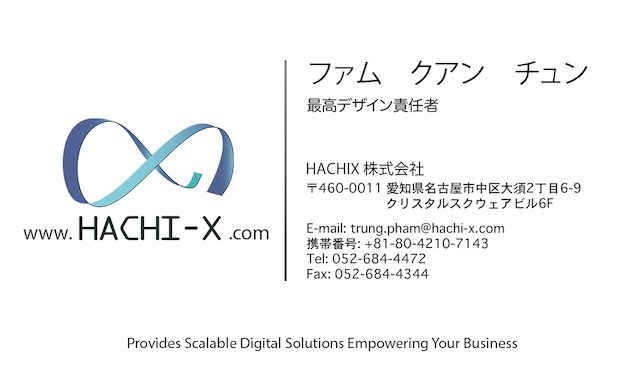 ファム　クアン　チュン
最高デザイン責任者
www. HACHI-X .com
HACHIX 株式会社
〒460-0011 愛知県名古屋市中区大須2丁目6-9
クリスタルスクウェアビル6F
E-mail: trung.pham@hachi-x.com
携帯番号: +81-80-4210-7143
Tel: 052-684-4472
Fax: 052-684-4344
Provides Scalable Digital Solutions Empowering Your Business